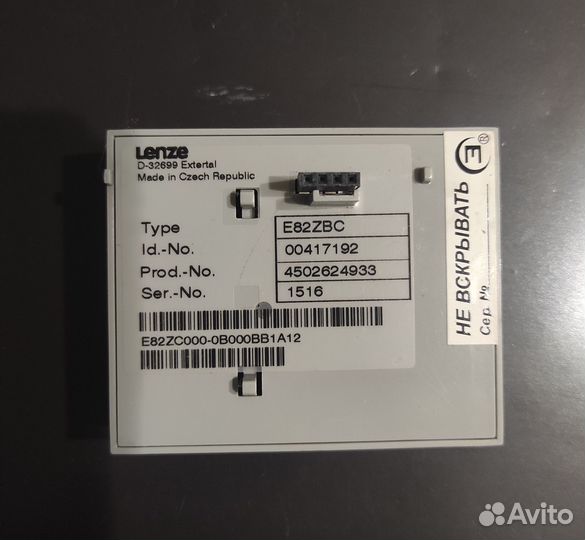 Lenze
D-32699 Extertal
Made in Czech Republic
Type E82ZBC
Id.-No. 00417192
Prod.-No. 4502624933
Ser.-No. 1516
E82ZC000-0B000BB1A12
НЕ ВСКРЫВАТЬ
Сер. №
Э®
Avito